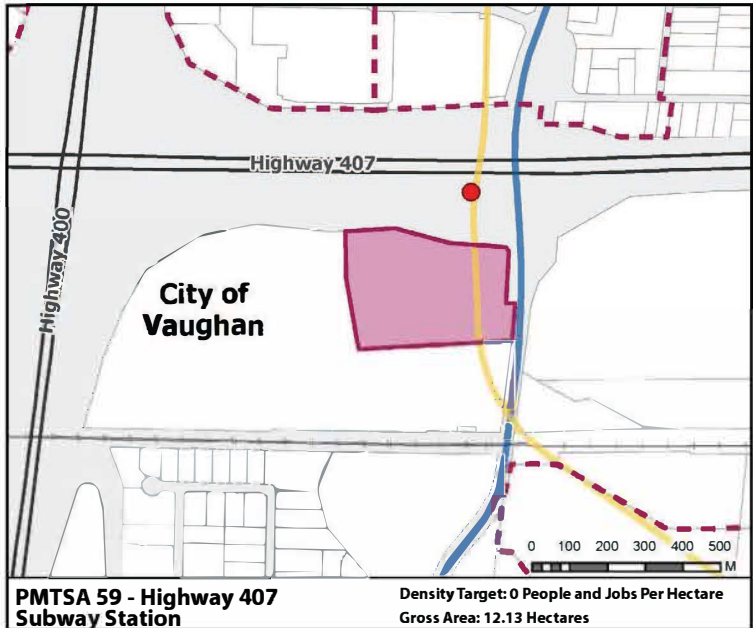 Highway 407
Highway 400
City of
Vaughan
0 100 200 300 400 500
M
PMTSA 59 - Highway 407
Subway Station
Density Target: 0 People and Jobs Per Hectare
Gross Area: 12.13 Hectares